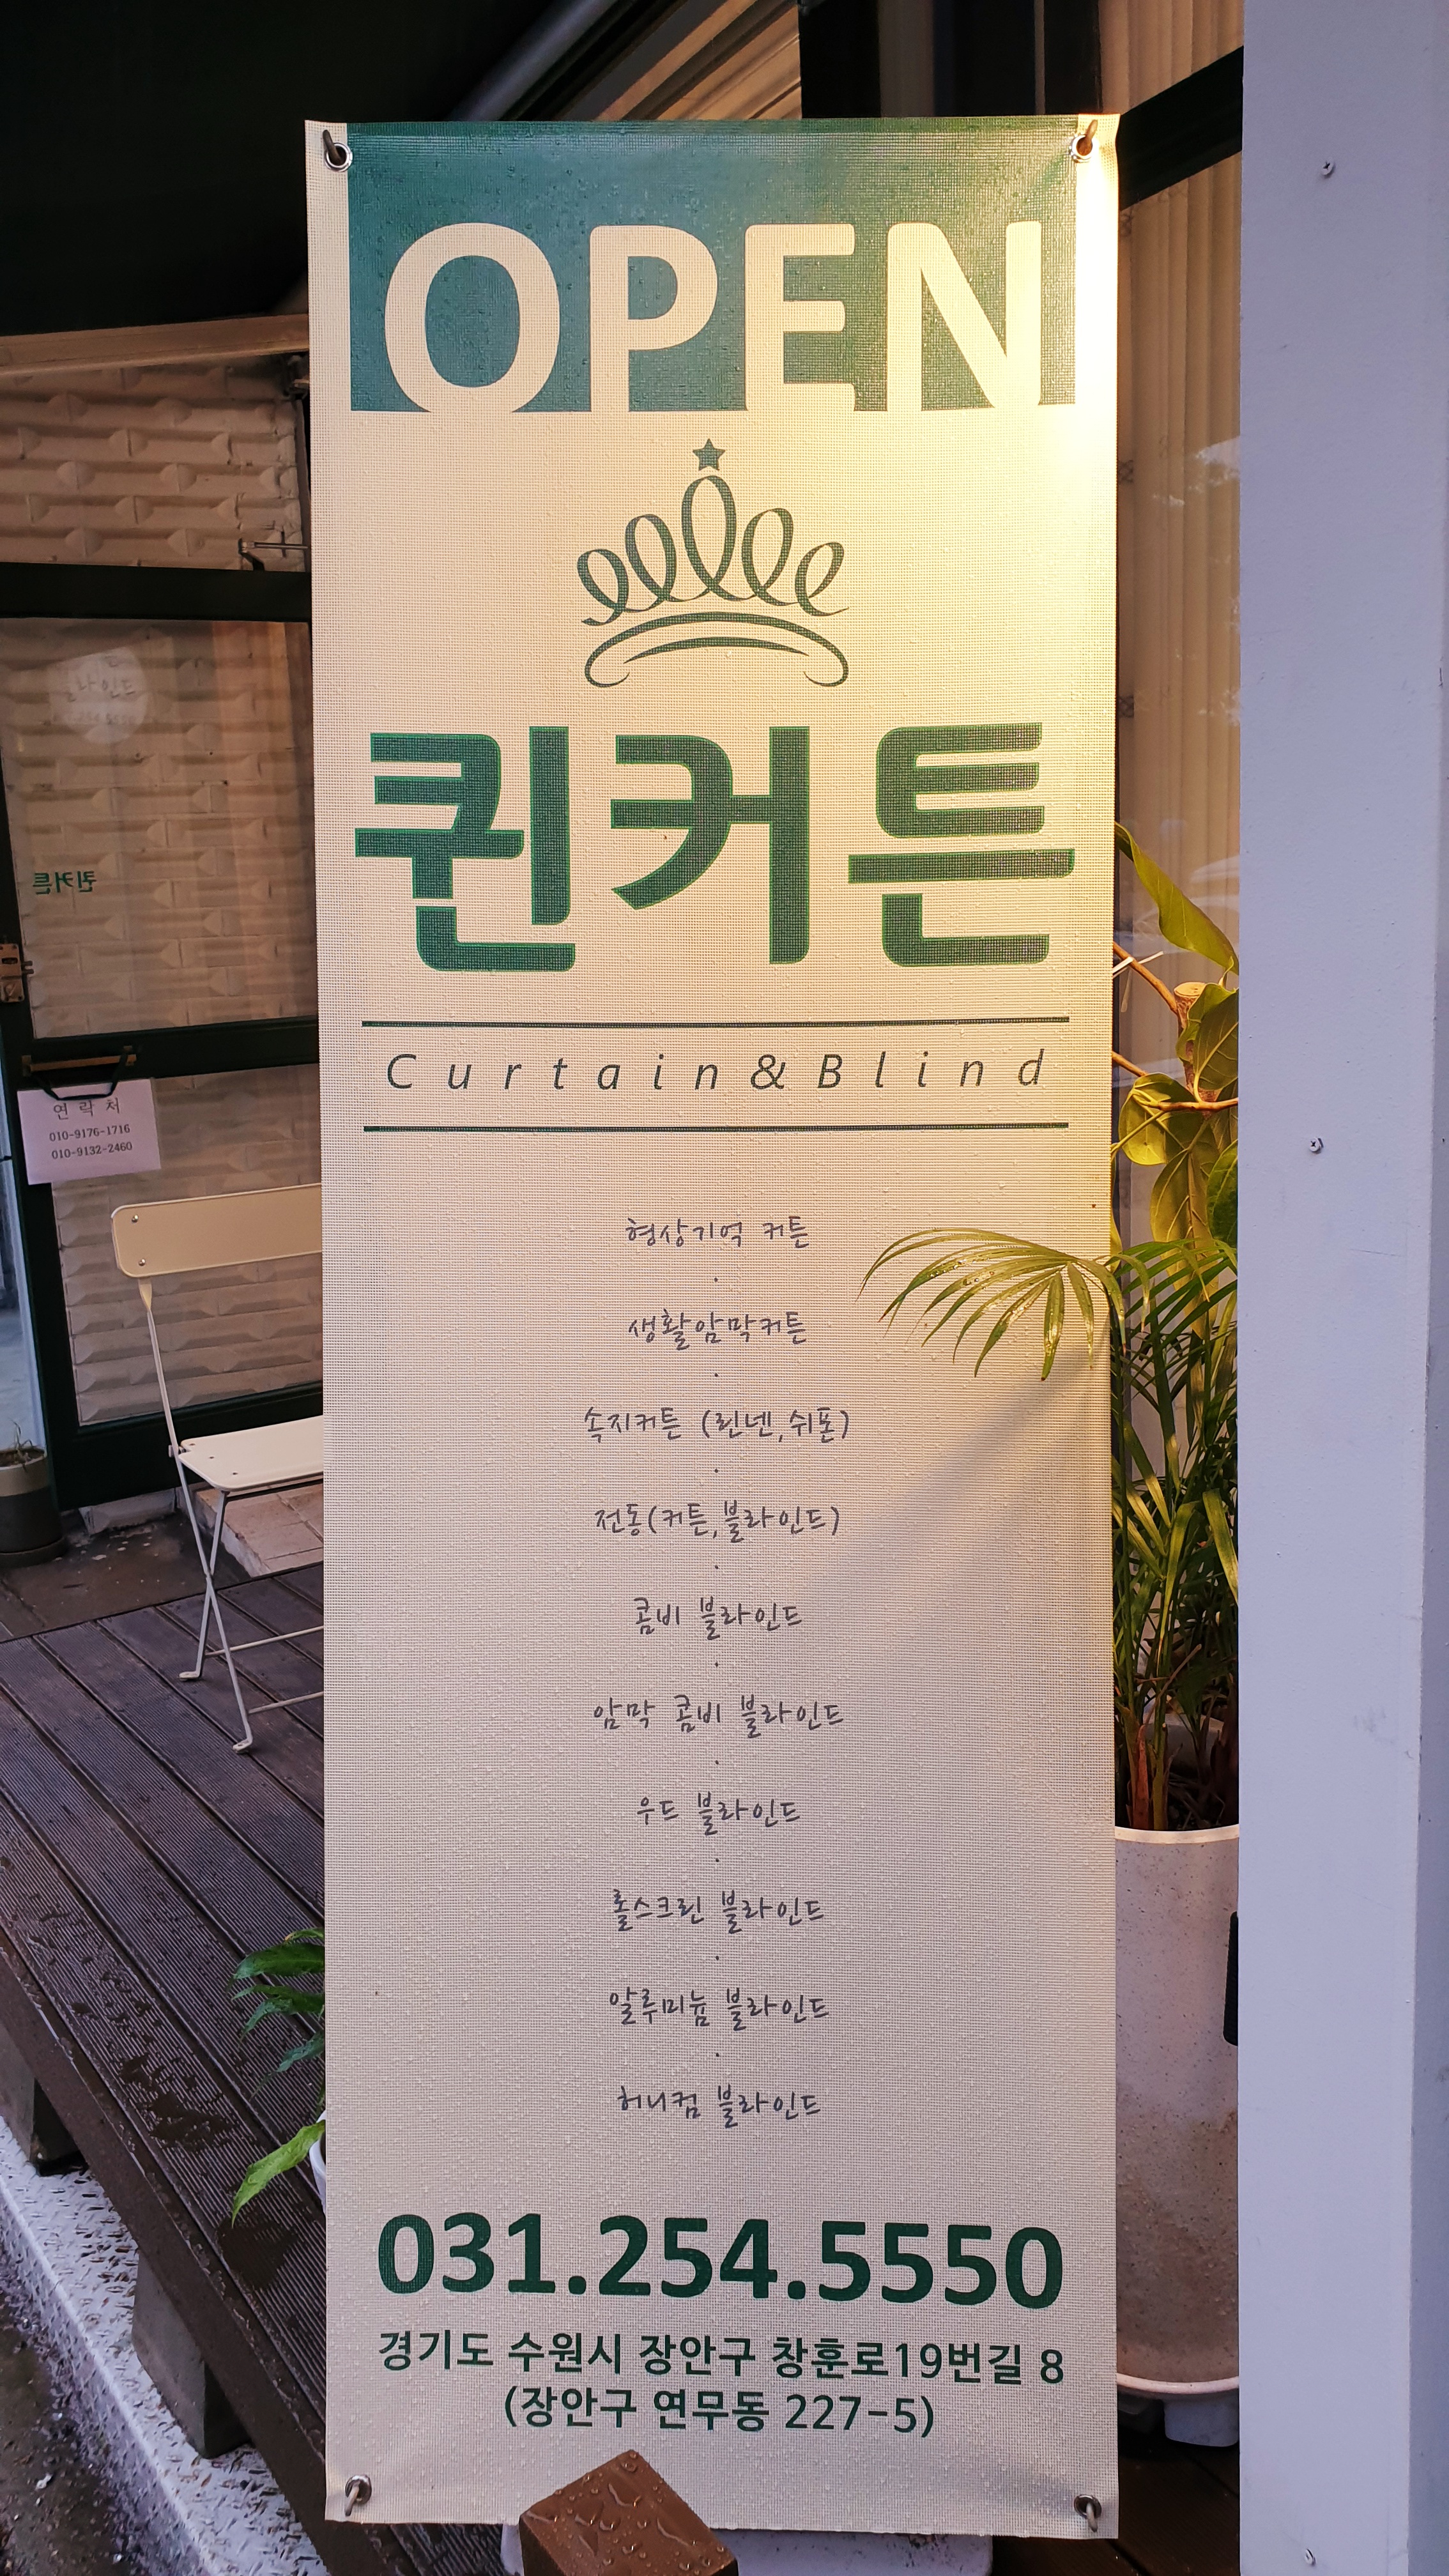 OPEN
퀸커튼
Curtain&Blind
형상기억 커튼
생활암막커튼
속지커튼 (린넨,쉬폰)
전동(커튼,블라인드)
콤비 블라인드
암막 콤비 블라인드
우드 블라인드
롤스크린 블라인드
알루미늄 블라인드
허니컴 블라인드
031.254.5550
경기도 수원시 장안구 창훈로19번길 8
(장안구 연무동 227-5)
퀸커튼
연락처
010-9176-1716
010-9132-2460